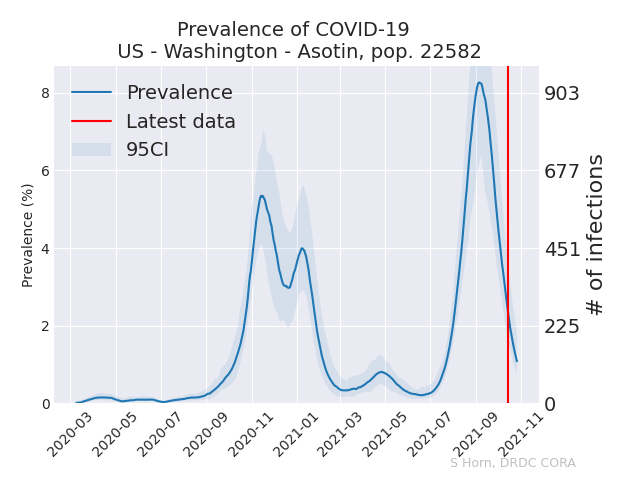 Prevalence of COVID-19
US - Washington - Asotin, pop. 22582
Prevalence
Latest data
95CI
Prevalence (%)
8
6
4
2
0
903
677
451
225
0
# of infections
2020-03
2020-05
2020-07
2020-09
2020-11
2021-01
2021-03
2021-05
2021-07
2021-09
2021-11
S Horn, DRDC CORA